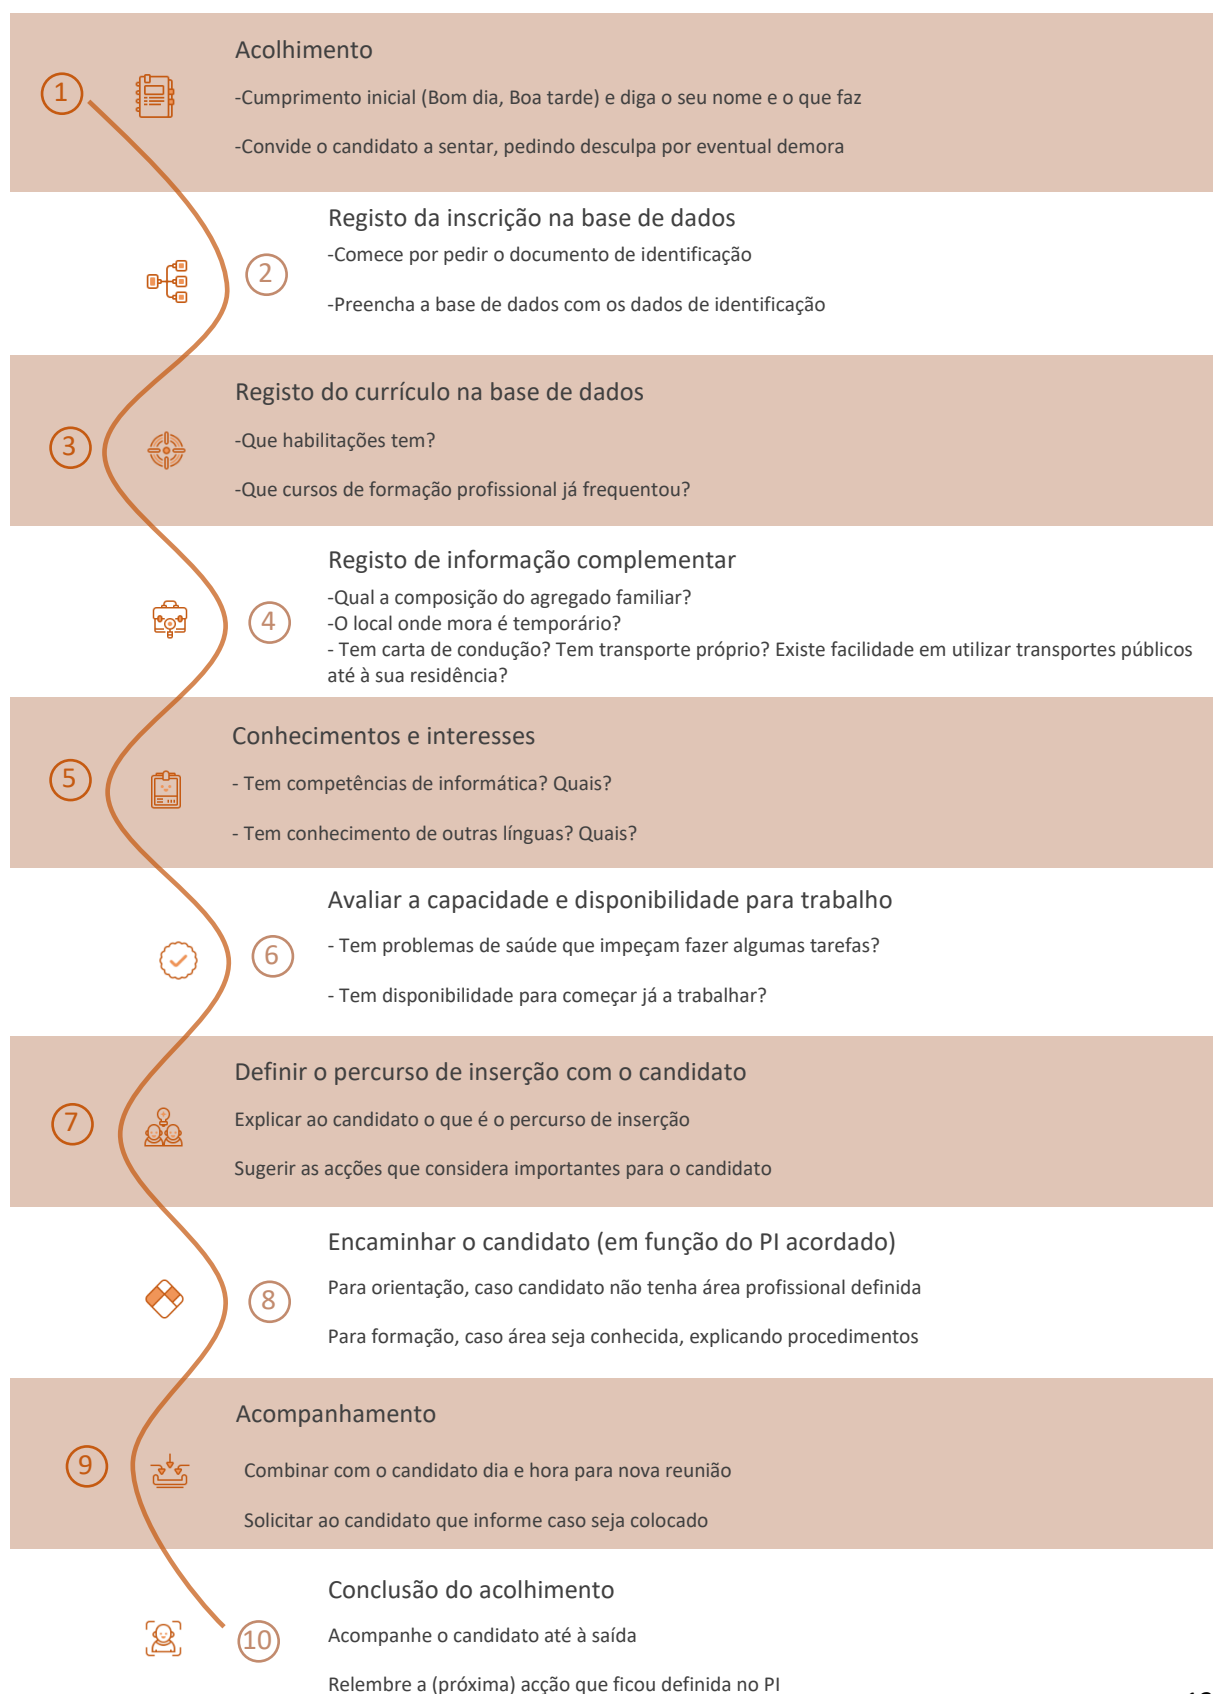 Acolhimento
1
-Cumprimento inicial (Bom dia, Boa tarde) e diga o seu nome e o que faz
-Convide o candidato a sentar, pedindo desculpa por eventual demora
Registo da inscrição na base de dados
2
-Comece por pedir o documento de identificação
-Preencha a base de dados com os dados de identificação
Registo do currículo na base de dados
3
-Que habilitações tem?
-Que cursos de formação profissional já frequentou?
Registo de informação complementar
4
-Qual a composição do agregado familiar?
-O local onde mora é temporário?
- Tem carta de condução? Tem transporte próprio? Existe facilidade em utilizar transportes públicos
até à sua residência?
Conhecimentos e interesses
5
- Tem competências de informática? Quais?
- Tem conhecimento de outras línguas? Quais?
Avaliar a capacidade e disponibilidade para trabalho
6
- Tem problemas de saúde que impeçam fazer algumas tarefas?
- Tem disponibilidade para começar já a trabalhar?
Definir o percurso de inserção com o candidato
7
Explicar ao candidato o que é o percurso de inserção
Sugerir as acções que considera importantes para o candidato
Encaminhar o candidato (em função do PI acordado)
8
Para orientação, caso candidato não tenha área profissional definida
Para formação, caso área seja conhecida, explicando procedimentos
Acompanhamento
9
Combinar com o candidato dia e hora para nova reunião
Solicitar ao candidato que informe caso seja colocado
Conclusão do acolhimento
10
Acompanhe o candidato até à saída
Relembre a (próxima) acção que ficou definida no PI